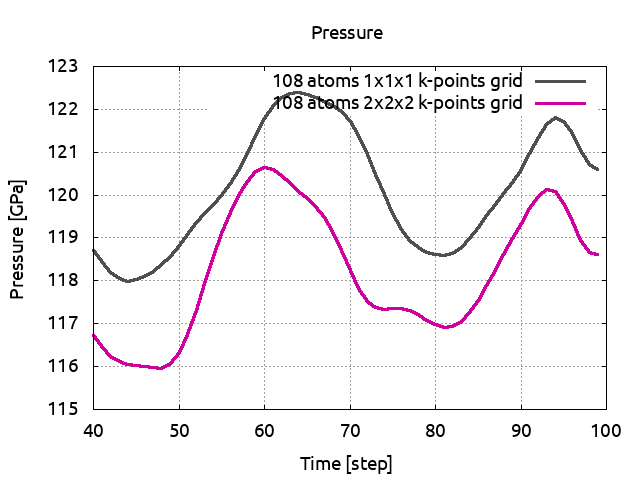 Pressure
108 atoms 1x1x1 k-points grid
108 atoms 2x2x2 k-points grid
Pressure [GPa]
123
122
121
120
119
118
117
116
115
40 50 60 70 80 90 100
Time [step]